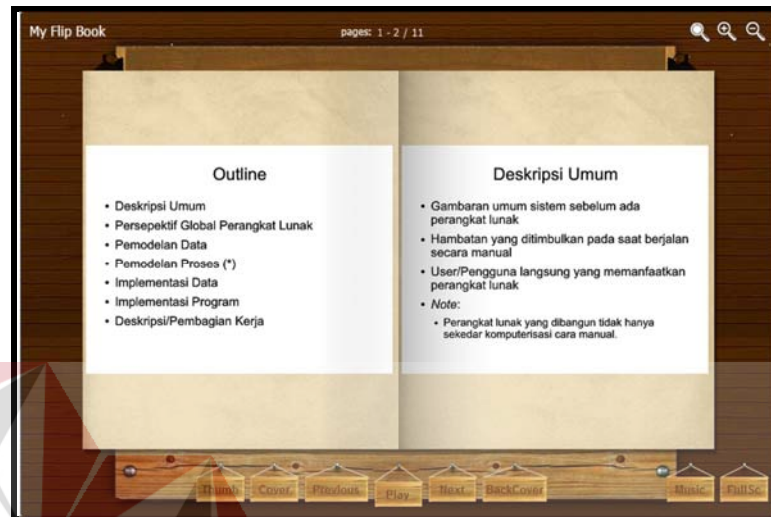 My Flip Book
pages: 1 - 2 / 11
Outline
• Deskripsi Umum
• Persepektif Global Perangkat Lunak
• Pemodelan Data
• Pemodelan Proses (*)
• Implementasi Data
• Implementasi Program
• Deskripsi/Pembagian Kerja
Deskripsi Umum
• Gambaran umum sistem sebelum ada
perangkat lunak
• Hambatan yang ditimbulkan pada saat berjalan
secara manual
• User/Pengguna langsung yang memanfaatkan
perangkat lunak
• Note:
• Perangkat lunak yang dibangun tidak hanya
sekedar komputerisasi cara manual.
Thumb Cover Previous Play Next BackCover Music FullSc